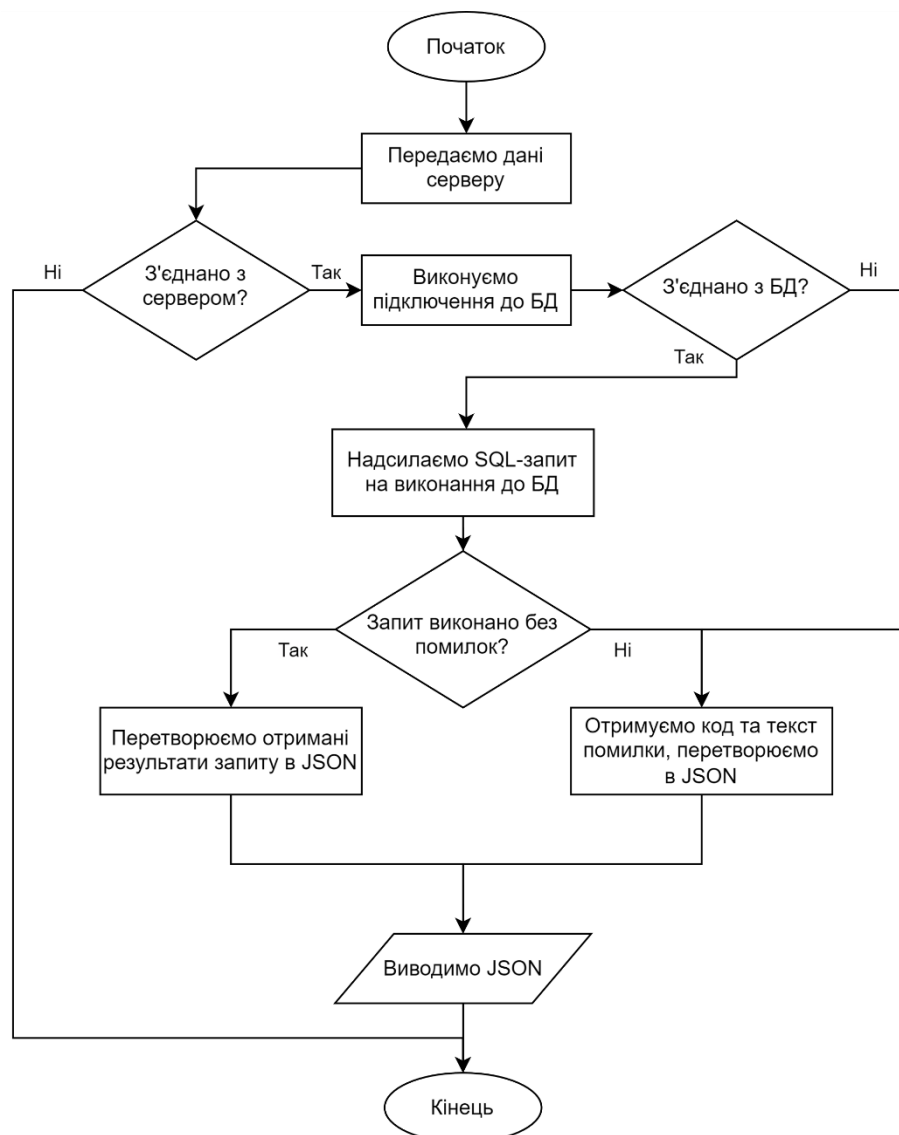 Початок
Передаємо дані
серверу
Ні
З'єднано з
сервером?
Так
Виконуємо
підключення до БД
З'єднано з БД?
Ні
Так
Надсилаємо SQL-запит
на виконання до БД
Запит виконано без
помилок?
Так
Ні
Перетворюємо отримані
результати запиту в JSON
Отримуємо код та текст
помилки, перетворюємо
в JSON
Виводимо JSON
Кінець